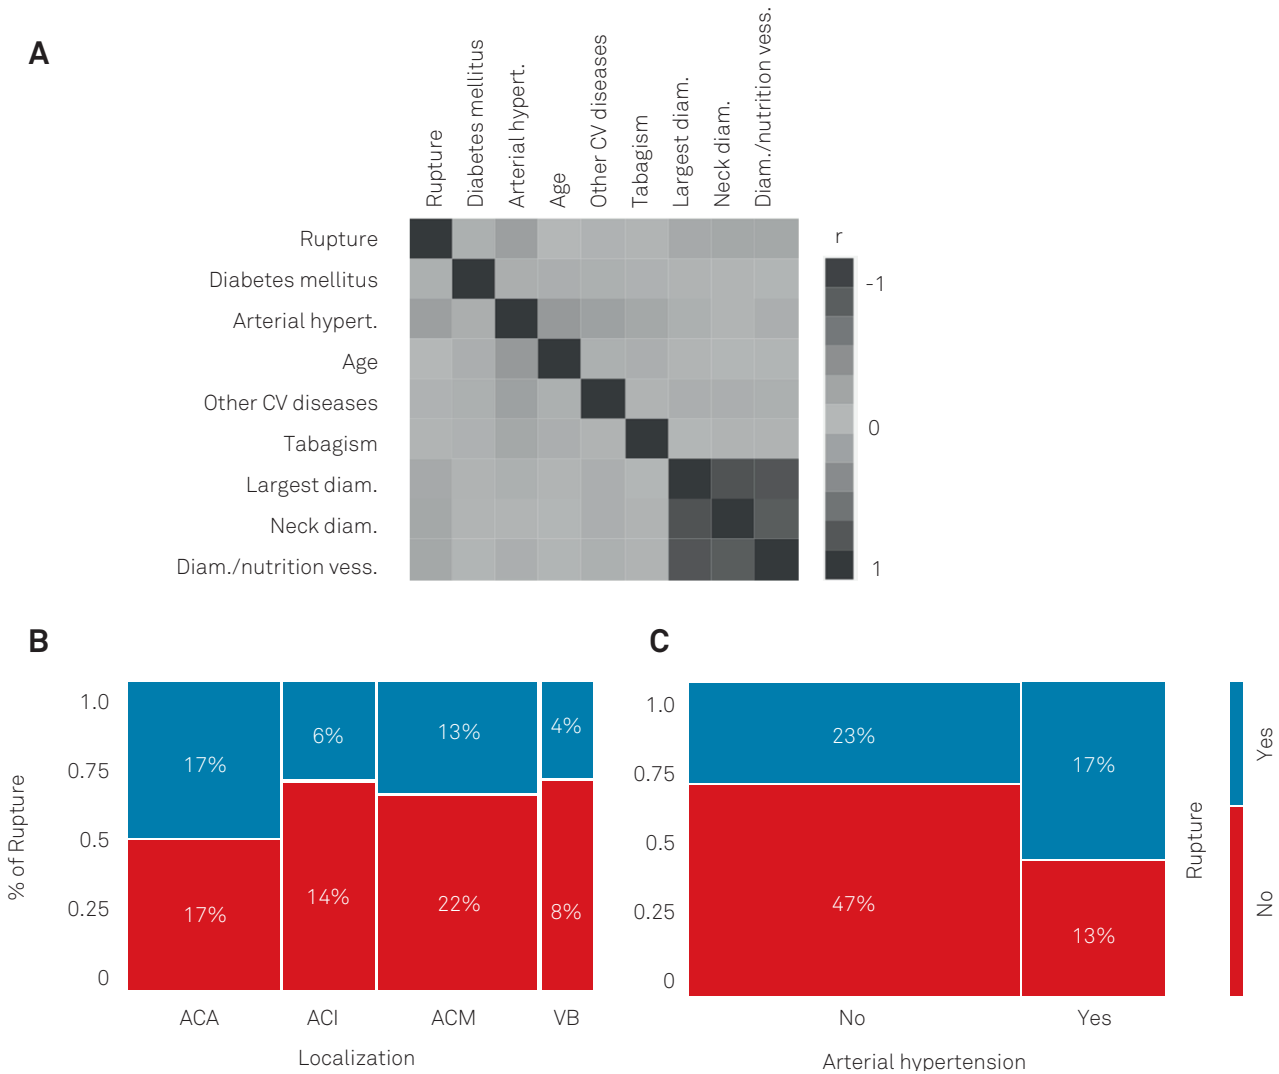 A
Rupture
Diabetes mellitus
Arterial hypert.
Age
Other CV diseases
Tabagism
Largest diam.
Neck diam.
Diam./nutrition vess.
Rupture
Diabetes mellitus
Arterial hypert.
Age
Other CV diseases
Tabagism
Largest diam.
Neck diam.
Diam./nutrition vess.
r
-1
0
1
B
% of Rupture
1.0
0.75
0.5
0.25
0
17%
6%
13%
4%
17%
14%
22%
8%
ACA
ACI
ACM
VB
Localization
C
1.0
0.75
0.5
0.25
0
23%
17%
47%
13%
No
Yes
Arterial hypertension
Rupture
Yes
No